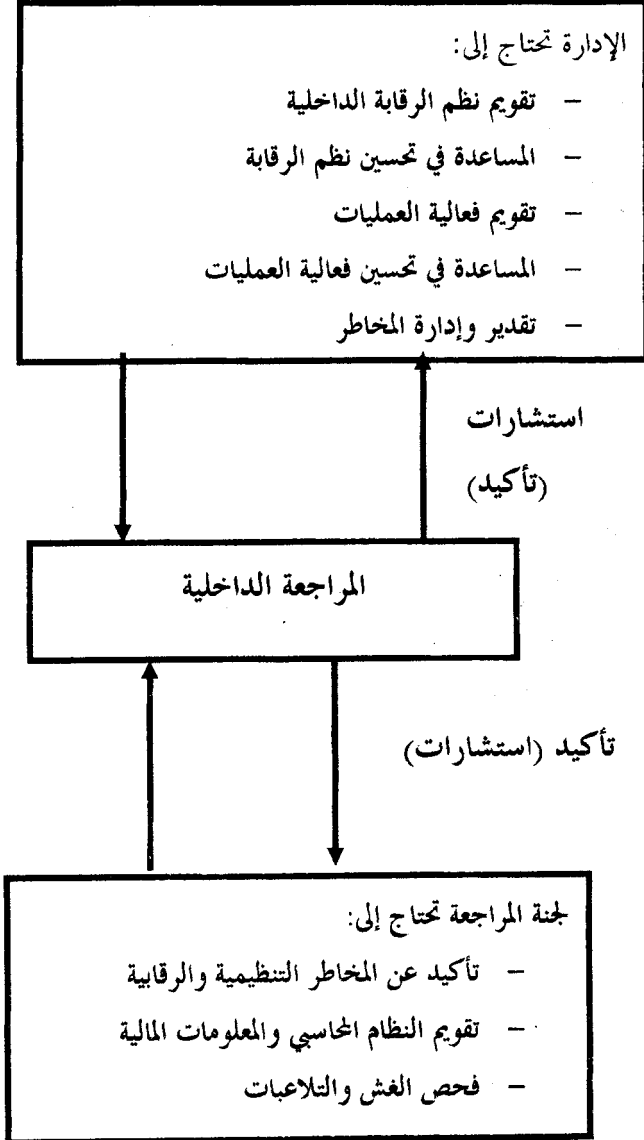 الإدارة تحتاج إلى:
– تقويم نظم الرقابة الداخلية
– المساعدة في تحسين نظم الرقابة
– تقويم فعالية العمليات
– المساعدة في تحسين فعالية العمليات
– تقدير وإدارة المخاطر
استشارات
(تأكيد)
المراجعة الداخلية
تأكيد (استشارات)
لجنة المراجعة تحتاج إلى:
– تأكيد عن المخاطر التنظيمية والرقابية
– تقويم النظام المحاسبي والمعلومات المالية
– فحص الغش والتلاعبات